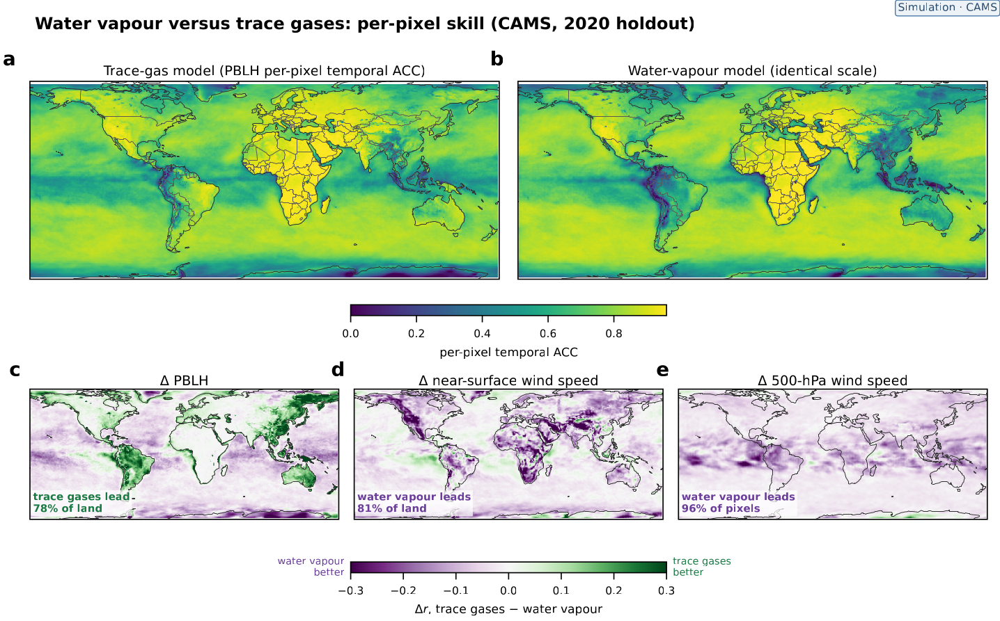 Simulation · CAMS
Water vapour versus trace gases: per-pixel skill (CAMS, 2020 holdout)
a
Trace-gas model (PBLH per-pixel temporal ACC)
b
Water-vapour model (identical scale)
0.0 0.2 0.4 0.6 0.8
per-pixel temporal ACC
c
Δ PBLH
trace gases lead
78% of land
d
Δ near-surface wind speed
water vapour leads
81% of land
e
Δ 500-hPa wind speed
water vapour leads
96% of pixels
water vapour
better
trace gases
better
−0.3 −0.2 −0.1 0.0 0.1 0.2 0.3
Δr, trace gases − water vapour